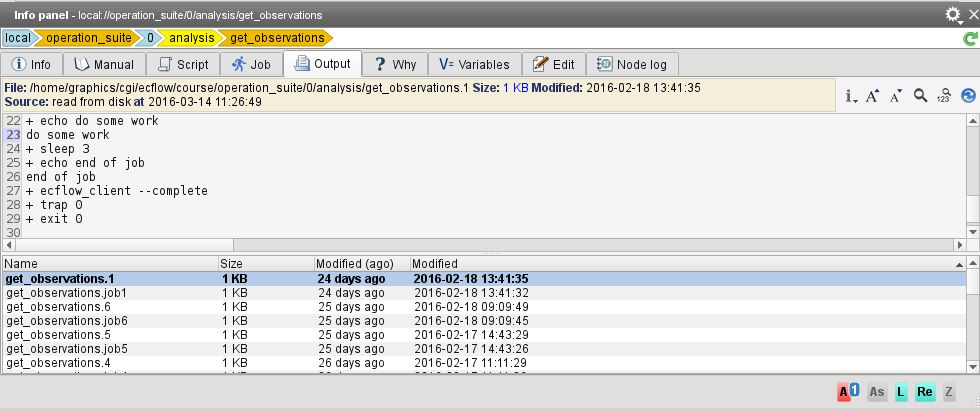 Info panel - local://operation_suite/0/analysis/get_observations
local operation_suite 0 analysis get_observations
Info Manual Script Job Output ? Why V= Variables Edit Node log
File: /home/graphics/cgi/ecflow/course/operation_suite/0/analysis/get_observations.1 Size: 1 KB Modified: 2016-02-18 13:41:35
Source: read from disk at 2016-03-14 11:26:49
i A A 123
22 + echo do some work
23 do some work
24 + sleep 3
25 + echo end of job
26 end of job
27 + ecflow_client --complete
28 + trap 0
29 + exit 0
30
Name Size Modified (ago) Modified
get_observations.1 1 KB 24 days ago 2016-02-18 13:41:35
get_observations.job1 1 KB 24 days ago 2016-02-18 13:41:32
get_observations.6 1 KB 25 days ago 2016-02-18 09:09:49
get_observations.job6 1 KB 25 days ago 2016-02-18 09:09:45
get_observations.5 1 KB 25 days ago 2016-02-17 14:43:29
get_observations.job5 1 KB 25 days ago 2016-02-17 14:43:26
get_observations.4 1 KB 26 days ago 2016-02-17 11:11:29
A 1 As L Re Z